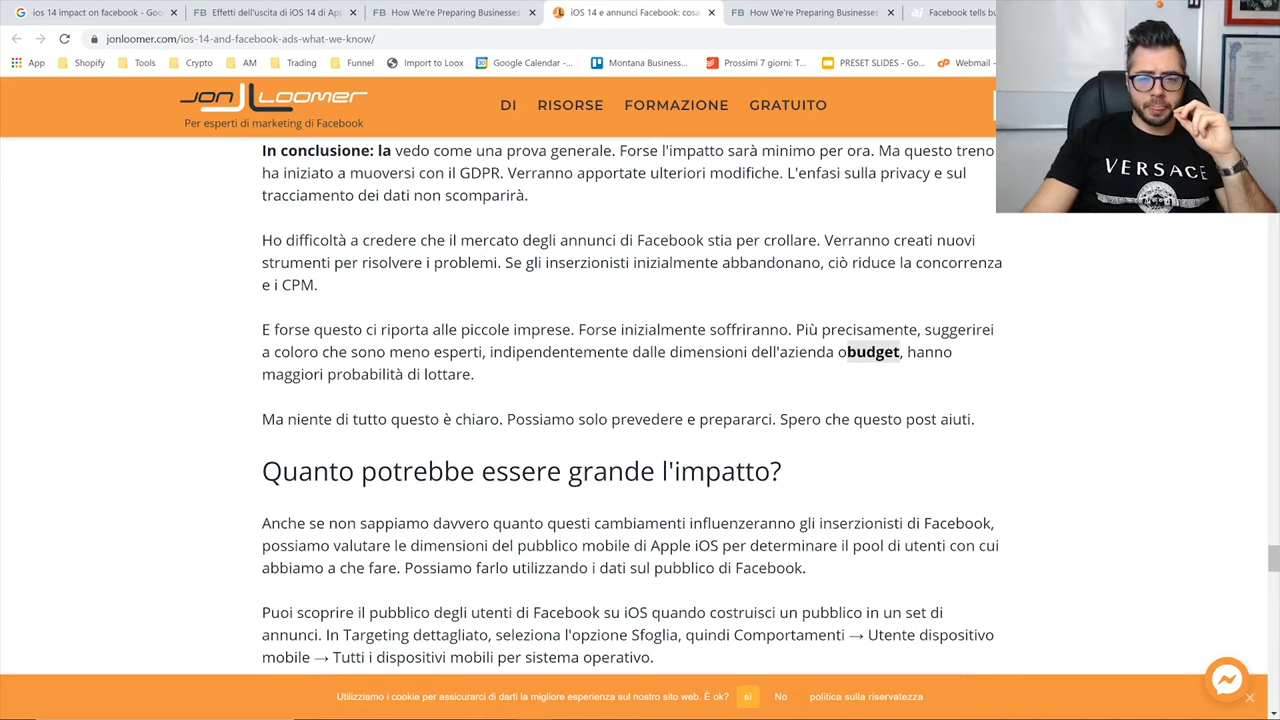 ios 14 impact on facebook - Goo
Effetti dell'uscita di iOS 14 di Ap
How We're Preparing Businesses
iOS 14 e annunci Facebook: cosa
How We're Preparing Businesses
Facebook tells bu
jonloomer.com/ios-14-and-facebook-ads-what-we-know/
App
Shopify
Tools
Crypto
AM
Trading
Funnel
Import to Loox
Google Calendar -...
Montana Business...
Prossimi 7 giorni: T...
PRESET SLIDES - Go...
Webmail -
JON LOOMER
Per esperti di marketing di Facebook
DI
RISORSE
FORMAZIONE
GRATUITO
VERSACE
In conclusione: la vedo come una prova generale. Forse l'impatto sarà minimo per ora. Ma questo treno
ha iniziato a muoversi con il GDPR. Verranno apportate ulteriori modifiche. L'enfasi sulla privacy e sul
tracciamento dei dati non scomparirà.
Ho difficoltà a credere che il mercato degli annunci di Facebook stia per crollare. Verranno creati nuovi
strumenti per risolvere i problemi. Se gli inserzionisti inizialmente abbandonano, ciò riduce la concorrenza
e i CPM.
E forse questo ci riporta alle piccole imprese. Forse inizialmente soffriranno. Più precisamente, suggerirei
a coloro che sono meno esperti, indipendentemente dalle dimensioni dell'azienda obudget, hanno
maggiori probabilità di lottare.
Ma niente di tutto questo è chiaro. Possiamo solo prevedere e prepararci. Spero che questo post aiuti.
Quanto potrebbe essere grande l'impatto?
Anche se non sappiamo davvero quanto questi cambiamenti influenzeranno gli inserzionisti di Facebook,
possiamo valutare le dimensioni del pubblico mobile di Apple iOS per determinare il pool di utenti con cui
abbiamo a che fare. Possiamo farlo utilizzando i dati sul pubblico di Facebook.
Puoi scoprire il pubblico degli utenti di Facebook su iOS quando costruisci un pubblico in un set di
annunci. In Targeting dettagliato, seleziona l'opzione Sfoglia, quindi Comportamenti → Utente dispositivo
mobile → Tutti i dispositivi mobili per sistema operativo.
Utilizziamo i cookie per assicurarci di darti la migliore esperienza sul nostro sito web. È ok?
sì
No
politica sulla riservatezza